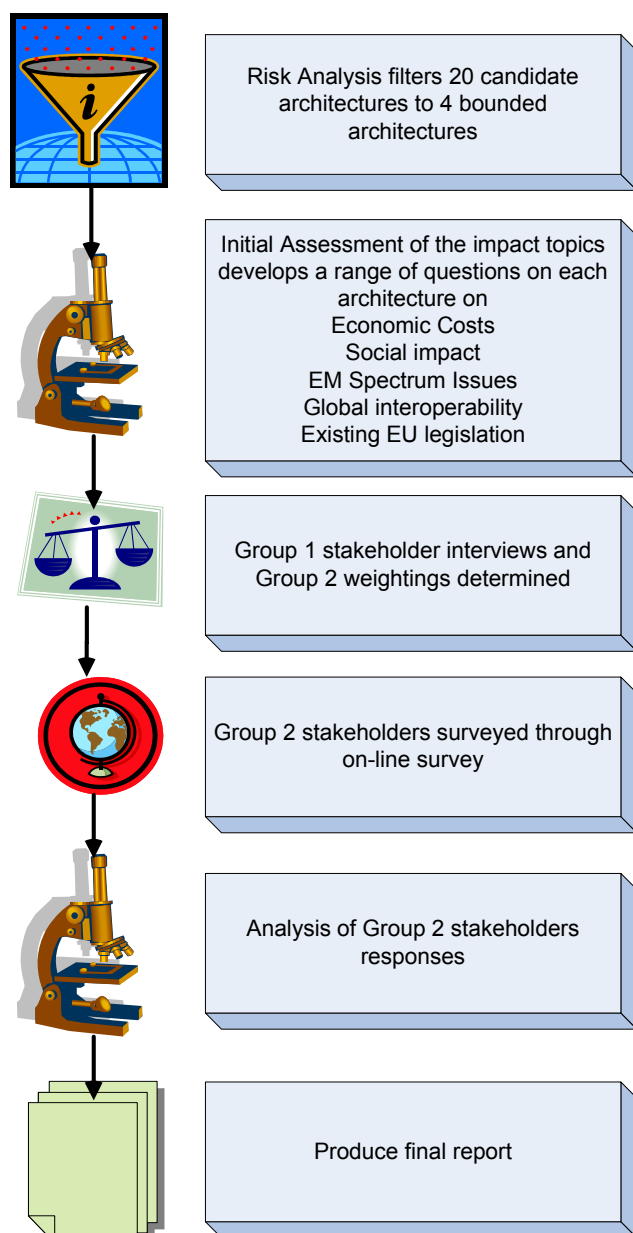 i
Risk Analysis filters 20 candidate
architectures to 4 bounded
architectures
Initial Assessment of the impact topics
develops a range of questions on each
architecture on
Economic Costs
Social impact
EM Spectrum Issues
Global interoperability
Existing EU legislation
Group 1 stakeholder interviews and
Group 2 weightings determined
Group 2 stakeholders surveyed through
on-line survey
Analysis of Group 2 stakeholders
responses
Produce final report